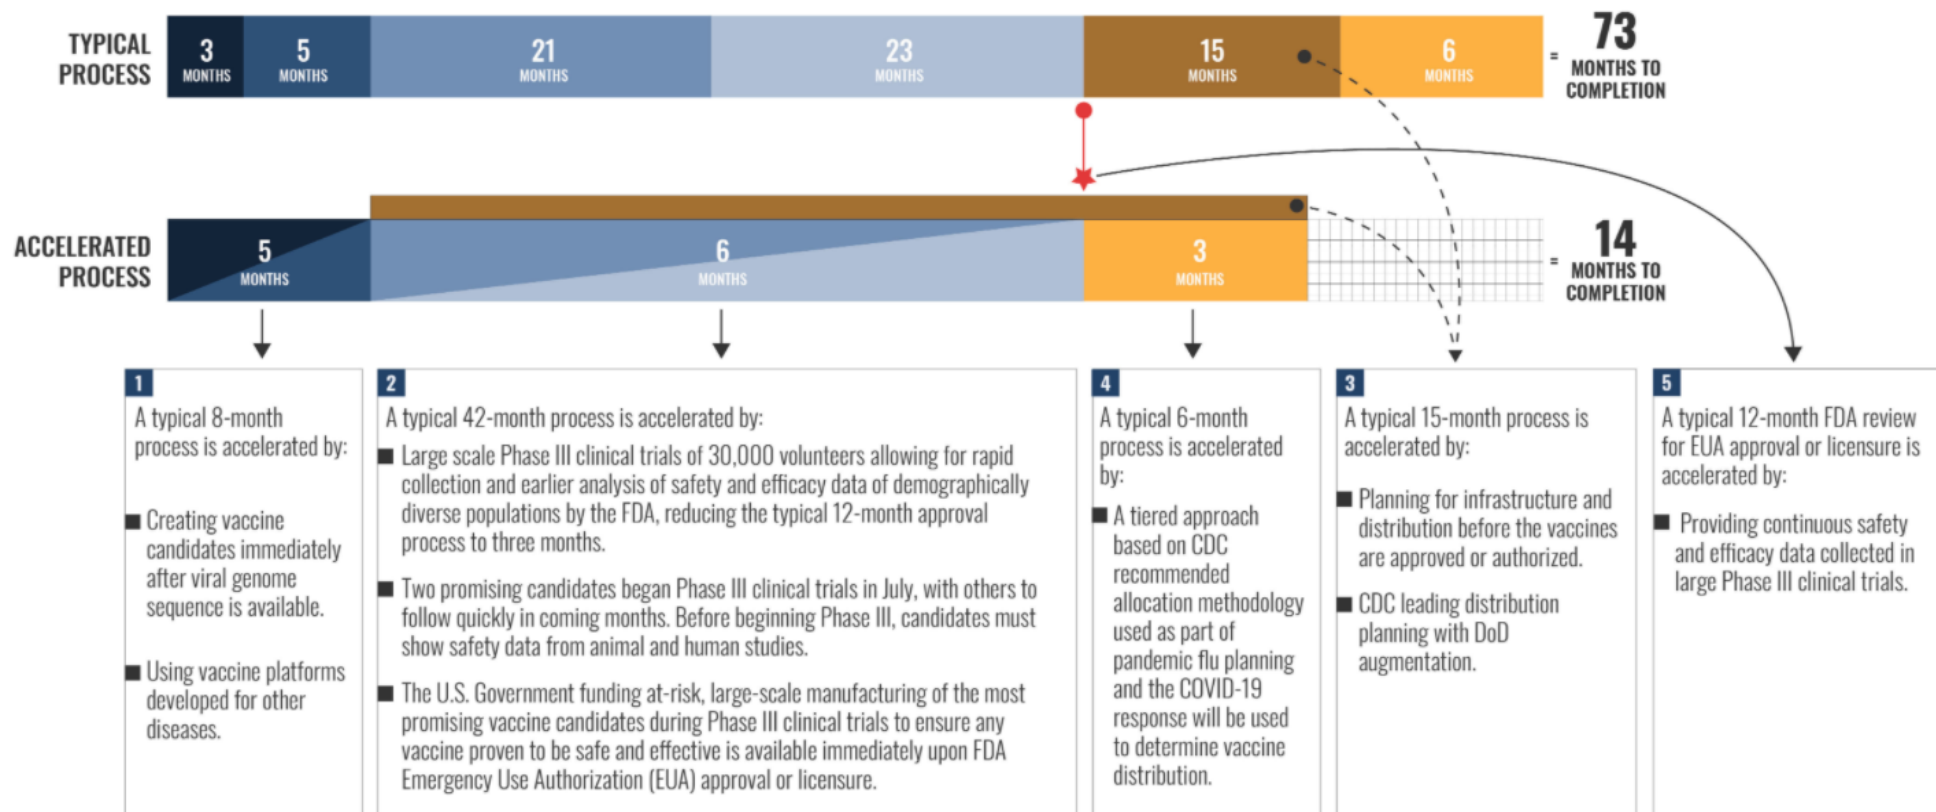 TYPICAL
PROCESS
3
MONTHS
5
MONTHS
21
MONTHS
23
MONTHS
15
MONTHS
6
MONTHS
=
73
MONTHS TO
COMPLETION
ACCELERATED
PROCESS
5
MONTHS
6
MONTHS
3
MONTHS
=
14
MONTHS TO
COMPLETION
1
A typical 8-month
process is accelerated by:
■ Creating vaccine
candidates immediately
after viral genome
sequence is available.
■ Using vaccine platforms
developed for other
diseases.
2
A typical 42-month process is accelerated by:
■ Large scale Phase III clinical trials of 30,000 volunteers allowing for rapid
collection and earlier analysis of safety and efficacy data of demographically
diverse populations by the FDA, reducing the typical 12-month approval
process to three months.
■ Two promising candidates began Phase III clinical trials in July, with others to
follow quickly in coming months. Before beginning Phase III, candidates must
show safety data from animal and human studies.
■ The U.S. Government funding at-risk, large-scale manufacturing of the most
promising vaccine candidates during Phase III clinical trials to ensure any
vaccine proven to be safe and effective is available immediately upon FDA
Emergency Use Authorization (EUA) approval or licensure.
4
A typical 6-month
process is accelerated
by:
■ A tiered approach
based on CDC
recommended
allocation methodology
used as part of
pandemic flu planning
and the COVID-19
response will be used
to determine vaccine
distribution.
3
A typical 15-month process is
accelerated by:
■ Planning for infrastructure and
distribution before the vaccines
are approved or authorized.
■ CDC leading distribution
planning with DoD
augmentation.
5
A typical 12-month FDA review
for EUA approval or licensure is
accelerated by:
■ Providing continuous safety
and efficacy data collected in
large Phase III clinical trials.